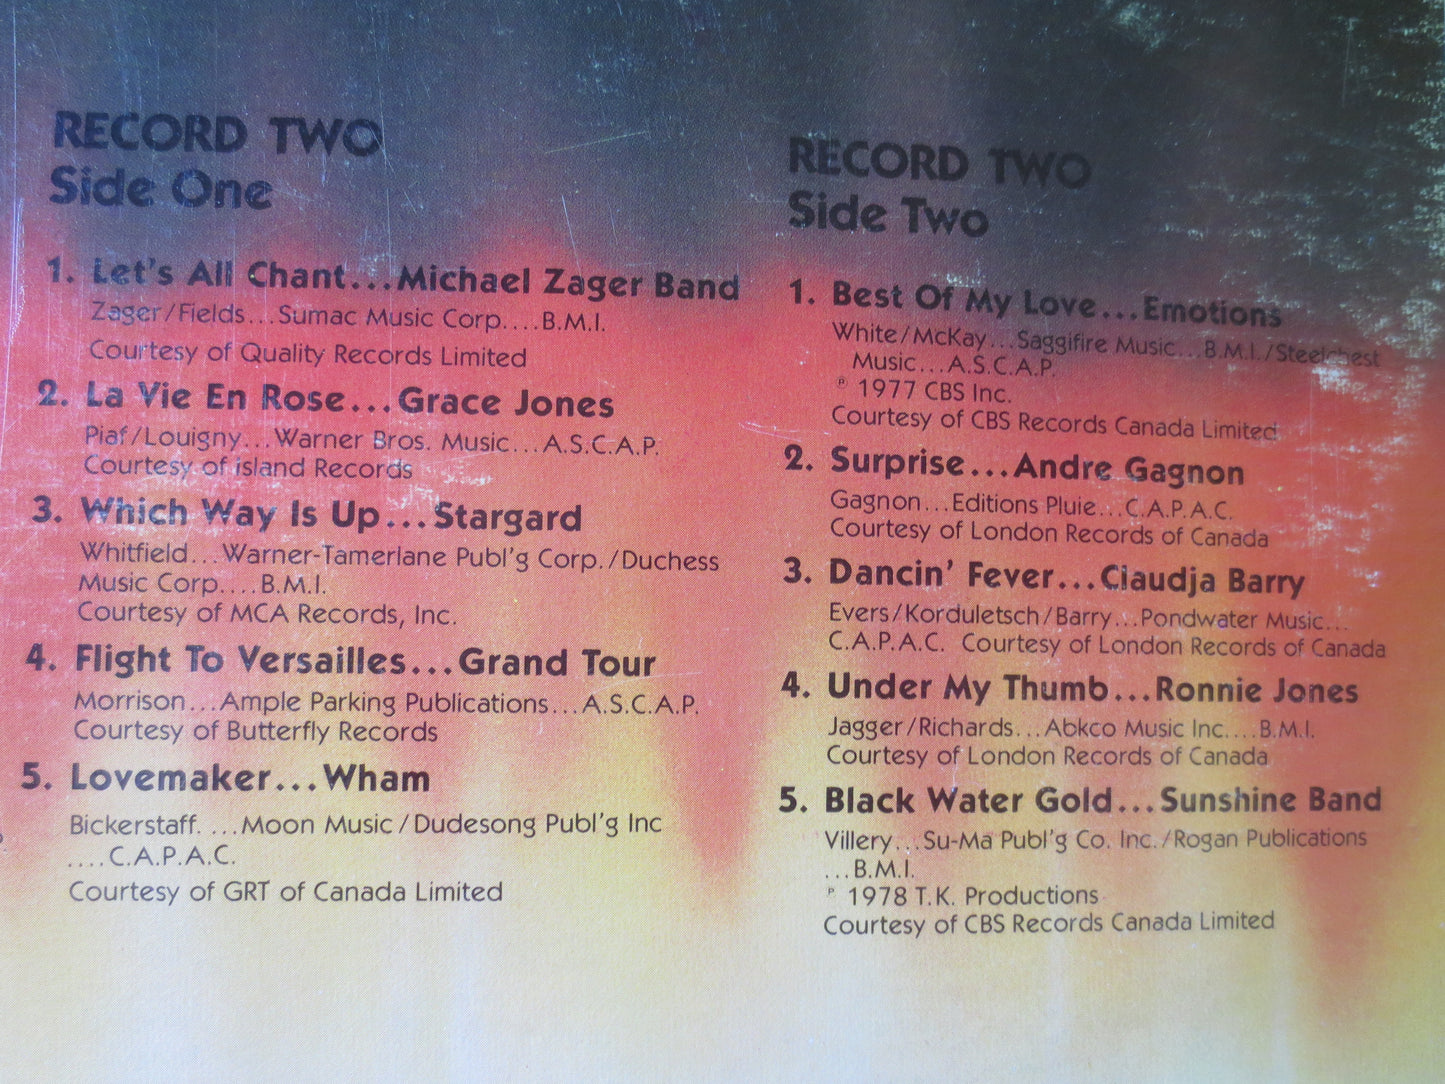 RECORD TWO
Side One
1. Let's All Chant...Michael Zager Band
Zager/Fields...Sumac Music Corp....B.M.I.
Courtesy of Quality Records Limited
2. La Vie En Rose...Grace Jones
Piaf/Louigny...Warner Bros. Music...A.S.C.A.P.
Courtesy of island Records
3. Which Way Is Up...Stargard
Whitfield...Warner-Tamerlane Publ'g Corp./Duchess
Music Corp....B.M.I.
Courtesy of MCA Records, Inc.
4. Flight To Versailles...Grand Tour
Morrison...Ample Parking Publications...A.S.C.A.P.
Courtesy of Butterfly Records
5. Lovemaker...Wham
Bickerstaff. ...Moon Music/Dudesong Publ'g Inc
....C.A.P.A.C.
Courtesy of GRT of Canada Limited
RECORD TWO
Side Two
1. Best Of My Love...Emotions
White/McKay...Saggifire Music...B.M.I./Steelchest
Music...A.S.C.A.P.
℗ 1977 CBS Inc.
Courtesy of CBS Records Canada Limited
2. Surprise...Andre Gagnon
Gagnon...Editions Pluie...C.A.P.A.C.
Courtesy of London Records of Canada
3. Dancin' Fever...Claudja Barry
Evers/Korduletsch/Barry...Pondwater Music...
C.A.P.A.C. Courtesy of London Records of Canada
4. Under My Thumb...Ronnie Jones
Jagger/Richards...Abkco Music Inc....B.M.I.
Courtesy of London Records of Canada
5. Black Water Gold...Sunshine Band
Villery...Su-Ma Publ'g Co. Inc./Rogan Publications
...B.M.I.
℗ 1978 T.K. Productions
Courtesy of CBS Records Canada Limited